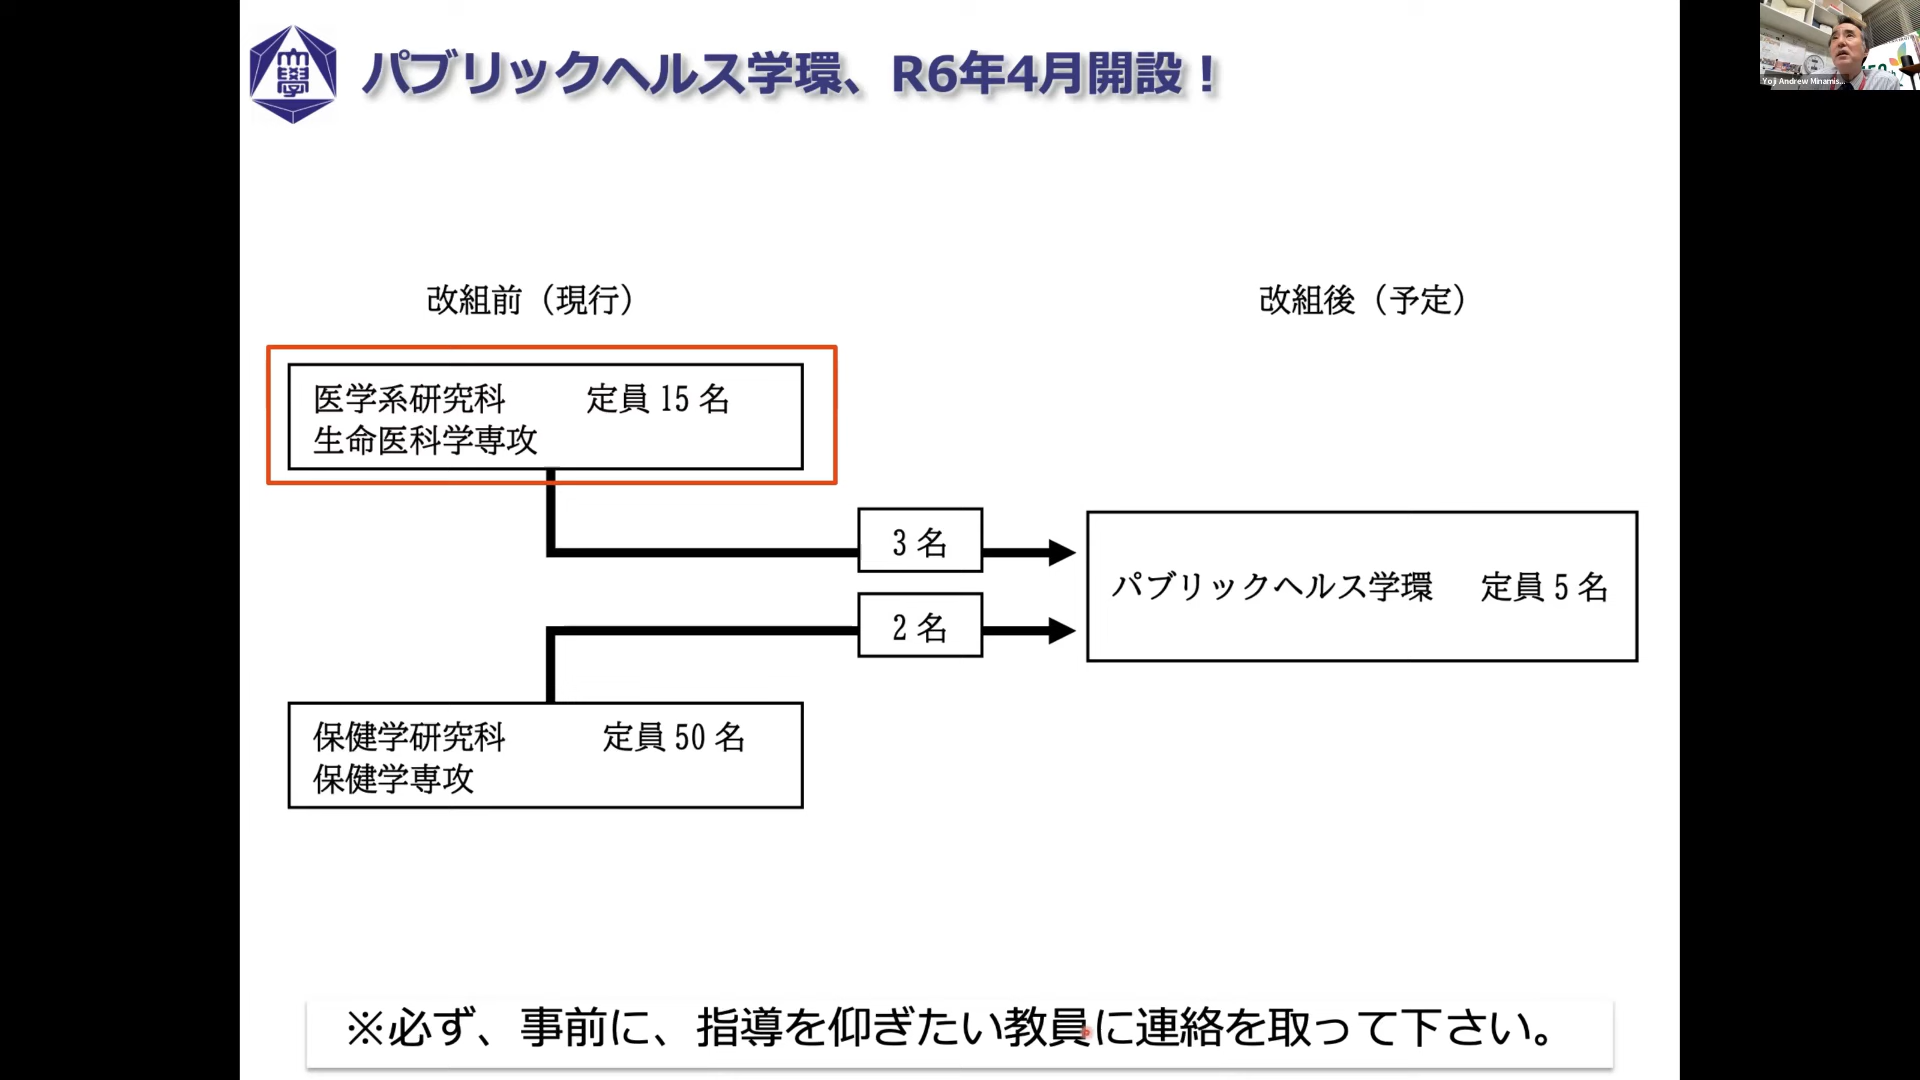 大學
パブリックヘルス学環、R6年4月開設！
Yoji Andrew Minamis...
改組前（現行）
改組後（予定）
医学系研究科 定員 15 名
生命医科学専攻
3 名
パブリックヘルス学環 定員 5 名
2 名
保健学研究科 定員 50 名
保健学専攻
※必ず、事前に、指導を仰ぎたい教員に連絡を取って下さい。